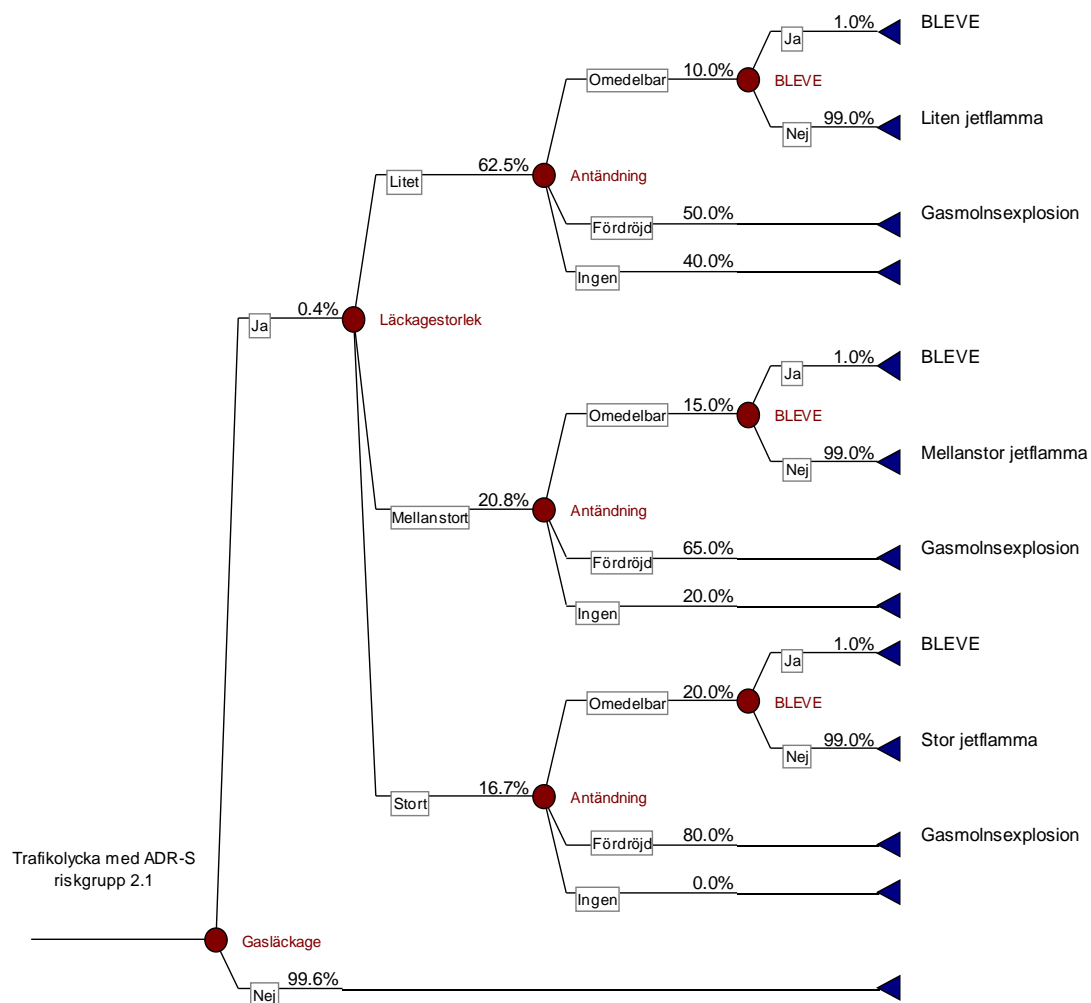 1.0%
BLEVE
Ja
Omedelbar
10.0%
BLEVE
Nej
99.0%
Liten jetflamma
Litet
62.5%
Antändning
Fördröjd
50.0%
Gasmolnsexplosion
Ingen
40.0%
Ja
0.4%
Läckagestorlek
1.0%
BLEVE
Ja
Omedelbar
15.0%
BLEVE
Nej
99.0%
Mellanstor jetflamma
Mellanstort
20.8%
Antändning
Fördröjd
65.0%
Gasmolnsexplosion
Ingen
20.0%
1.0%
BLEVE
Ja
Omedelbar
20.0%
BLEVE
Nej
99.0%
Stor jetflamma
Stort
16.7%
Antändning
Fördröjd
80.0%
Gasmolnsexplosion
Ingen
0.0%
Trafikolycka med ADR-S
riskgrupp 2.1
Gasläckage
Nej
99.6%